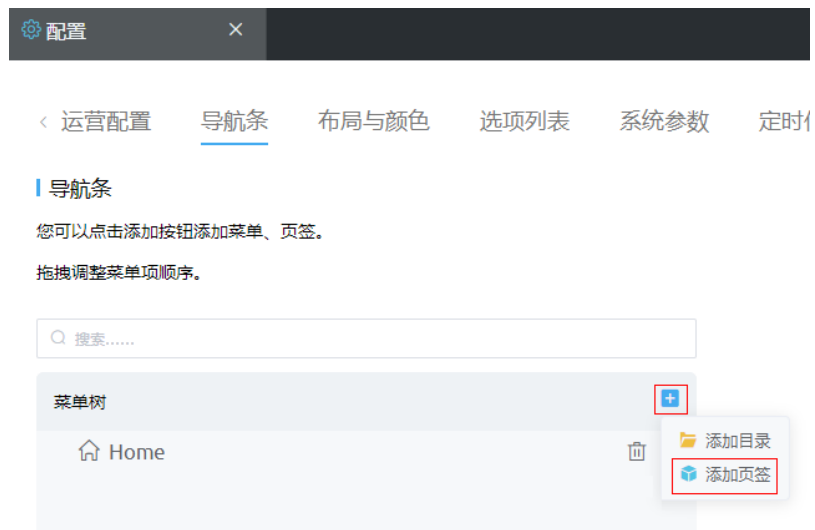 配置
运营配置 导航条 布局与颜色 选项列表 系统参数 定时
导航条
您可以点击添加按钮添加菜单、页签。
拖拽调整菜单项顺序。
搜索......
菜单树
Home
添加目录
添加页签